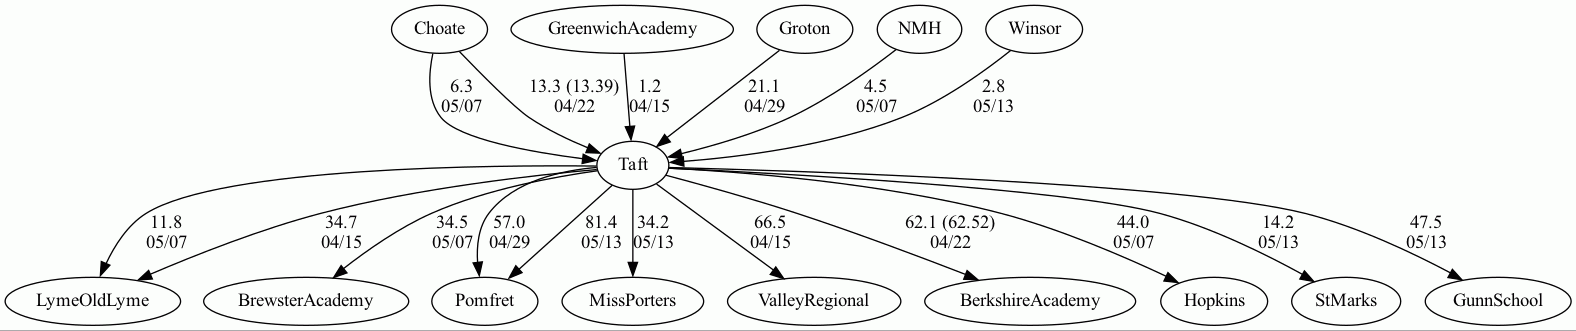 Choate
GreenwichAcademy
Groton
NMH
Winsor
6.3
05/07
13.3 (13.39)
04/22
1.2
04/15
21.1
04/29
4.5
05/07
2.8
05/13
Taft
11.8
05/07
34.7
04/15
34.5
05/07
57.0
04/29
81.4
05/13
34.2
05/13
66.5
04/15
62.1 (62.52)
04/22
44.0
05/07
14.2
05/13
47.5
05/13
LymeOldLyme
BrewsterAcademy
Pomfret
MissPorters
ValleyRegional
BerkshireAcademy
Hopkins
StMarks
GunnSchool